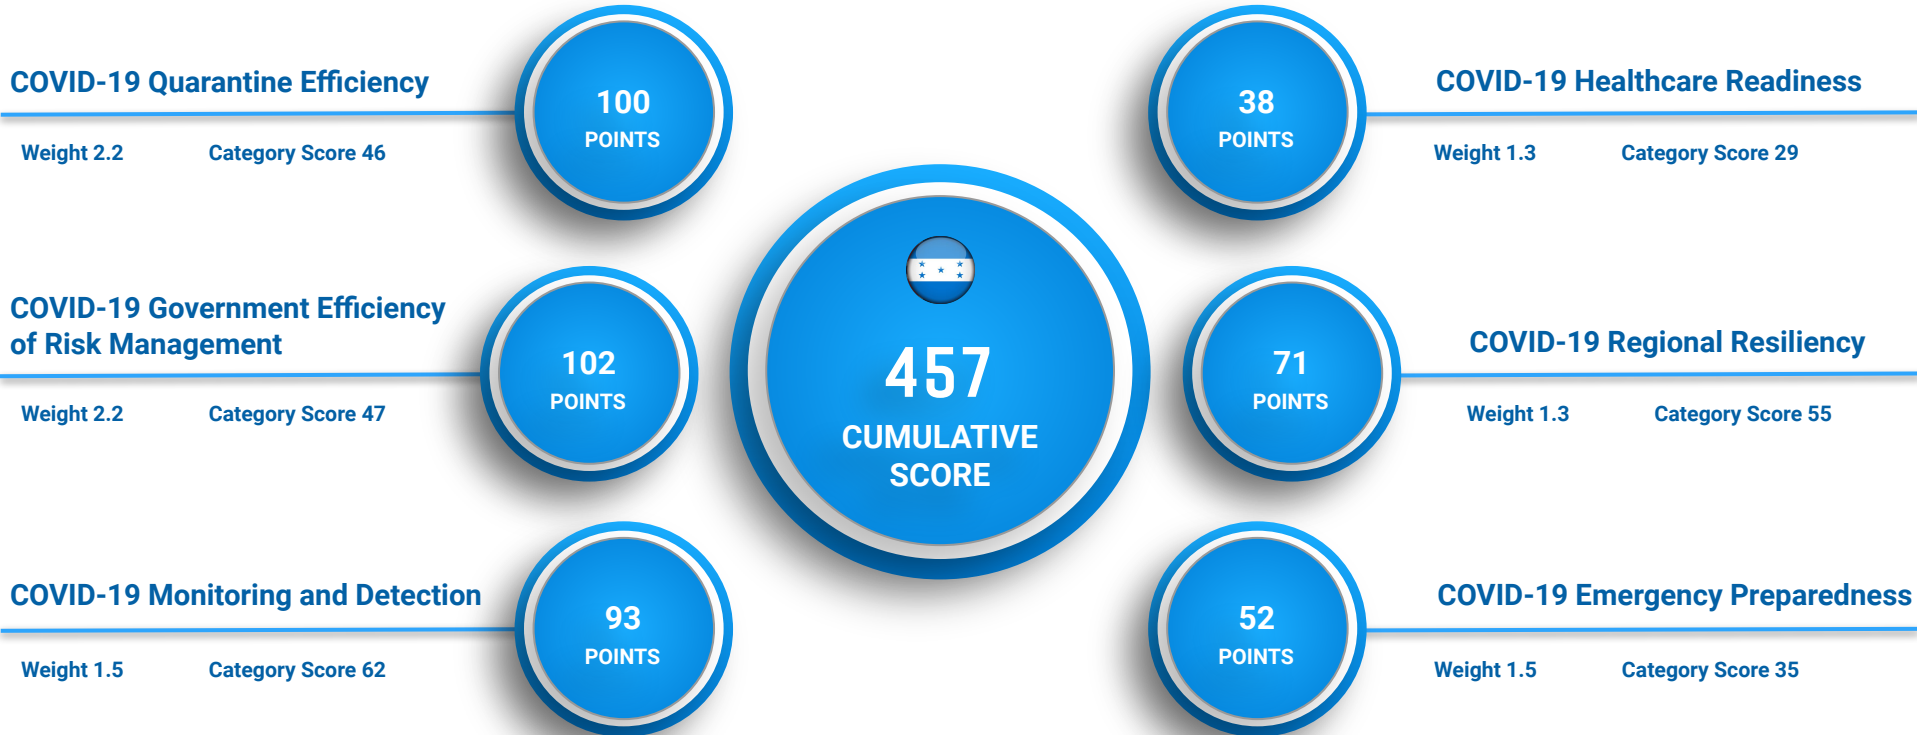 COVID-19 Quarantine Efficiency
Weight 2.2 Category Score 46
100
POINTS
COVID-19 Government Efficiency
of Risk Management
Weight 2.2 Category Score 47
102
POINTS
COVID-19 Monitoring and Detection
Weight 1.5 Category Score 62
93
POINTS
457
CUMULATIVE
SCORE
38
POINTS
COVID-19 Healthcare Readiness
Weight 1.3 Category Score 29
71
POINTS
COVID-19 Regional Resiliency
Weight 1.3 Category Score 55
52
POINTS
COVID-19 Emergency Preparedness
Weight 1.5 Category Score 35